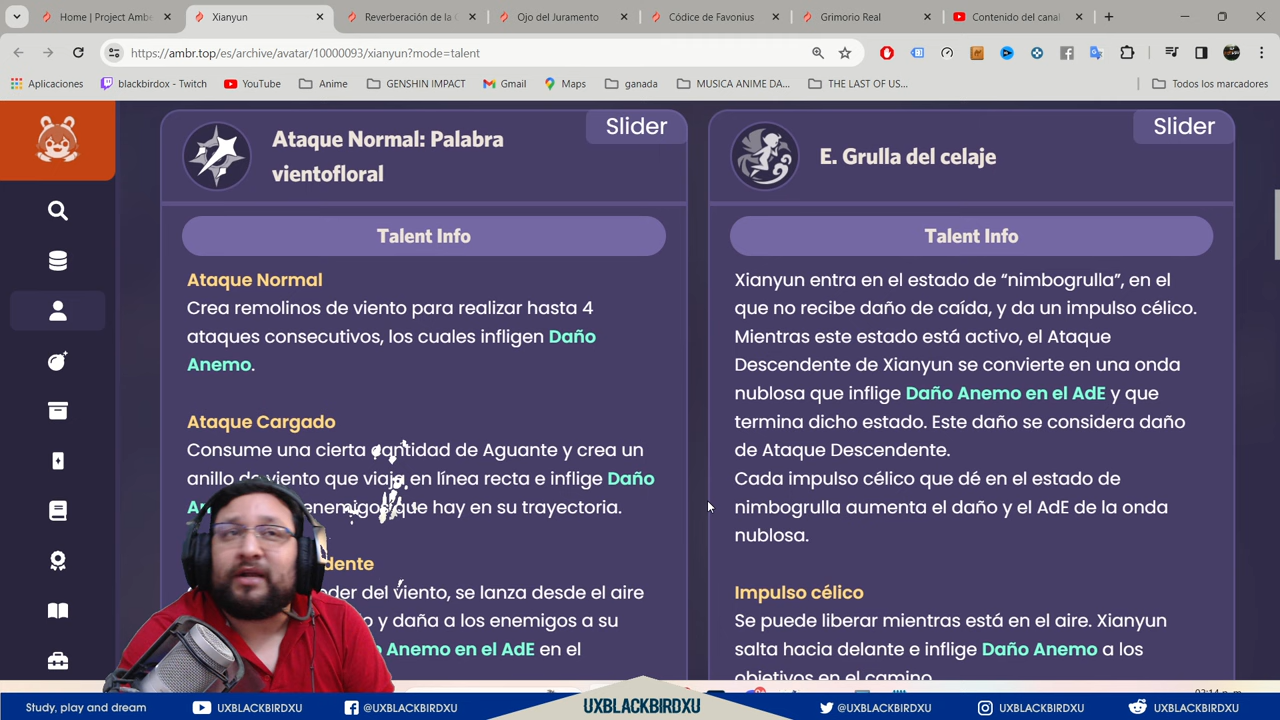 Home | Project Ambe
Xianyun
Reverberación de la C
Ojo del Juramento
Códice de Favonius
Grimorio Real
Contenido del canal
https://ambr.top/es/archive/avatar/10000093/xianyun?mode=talent
Aplicaciones
blackbirdox - Twitch
YouTube
Anime
GENSHIN IMPACT
Gmail
Maps
ganada
MUSICA ANIME DA...
THE LAST OF US...
Todos los marcadores
Slider
Ataque Normal: Palabra
vientofloral
Talent Info
Ataque Normal
Crea remolinos de viento para realizar hasta 4
ataques consecutivos, los cuales infligen Daño
Anemo.
Ataque Cargado
Consume una cierta cantidad de Aguante y crea un
anillo de viento que viaja en línea recta e inflige Daño
enemigos que hay en su trayectoria.
dente
oder del viento, se lanza desde el aire
o y daña a los enemigos a su
Anemo en el AdE en el
Slider
E. Grulla del celaje
Talent Info
Xianyun entra en el estado de “nimbogrulla”, en el
que no recibe daño de caída, y da un impulso célico.
Mientras este estado está activo, el Ataque
Descendente de Xianyun se convierte en una onda
nublosa que inflige Daño Anemo en el AdE y que
termina dicho estado. Este daño se considera daño
de Ataque Descendente.
Cada impulso célico que dé en el estado de
nimbogrulla aumenta el daño y el AdE de la onda
nublosa.
Impulso célico
Se puede liberar mientras está en el aire. Xianyun
salta hacia delante e inflige Daño Anemo a los
objetivos en el camino.
Study, play and dream
UXBLACKBIRDXU
@UXBLACKBIRDXU
UXBLACKBIRDXU
@UXBLACKBIRDXU
UXBLACKBIRDXU
UXBLACKBIRDXU